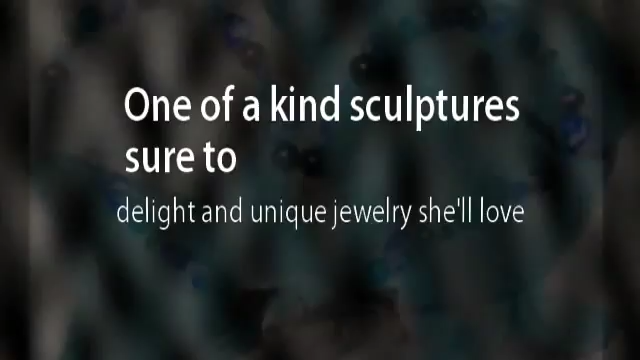 One of a kind sculptures
sure to
delight and unique jewelry she'll love